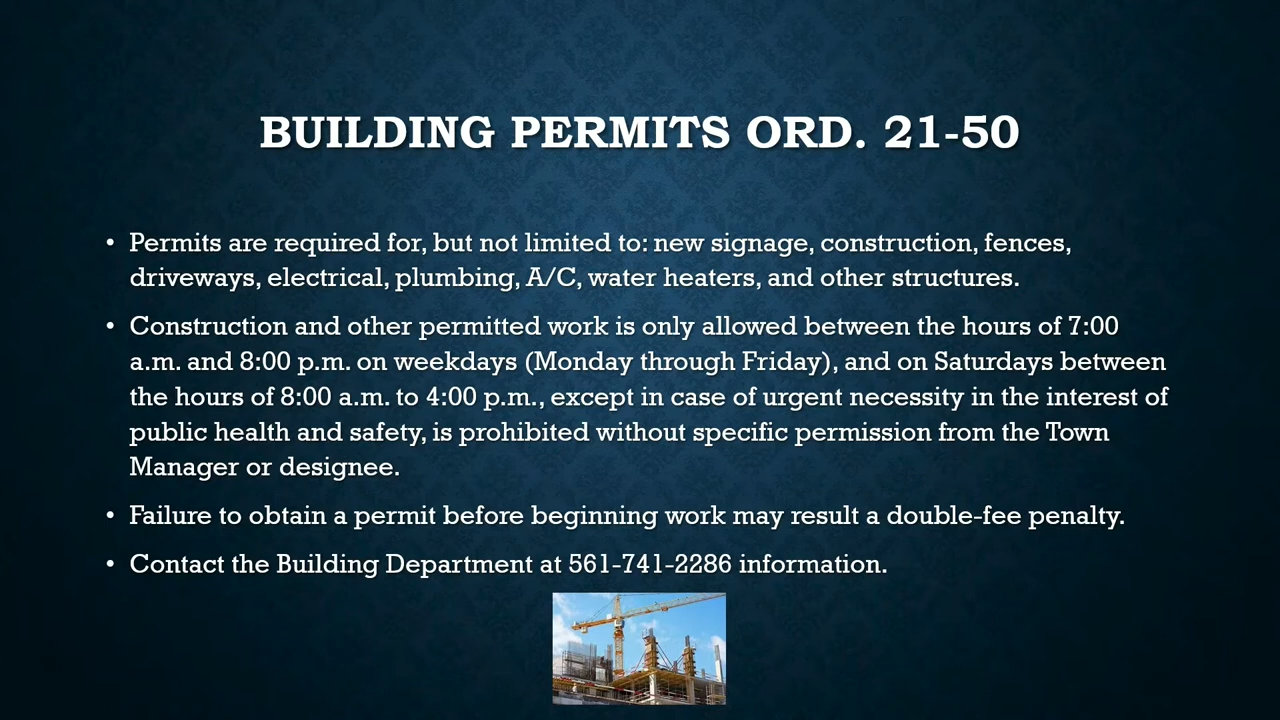 BUILDING PERMITS ORD. 21-50
• Permits are required for, but not limited to: new signage, construction, fences,
driveways, electrical, plumbing, A/C, water heaters, and other structures.
• Construction and other permitted work is only allowed between the hours of 7:00
a.m. and 8:00 p.m. on weekdays (Monday through Friday), and on Saturdays between
the hours of 8:00 a.m. to 4:00 p.m., except in case of urgent necessity in the interest of
public health and safety, is prohibited without specific permission from the Town
Manager or designee.
• Failure to obtain a permit before beginning work may result a double-fee penalty.
• Contact the Building Department at 561-741-2286 information.